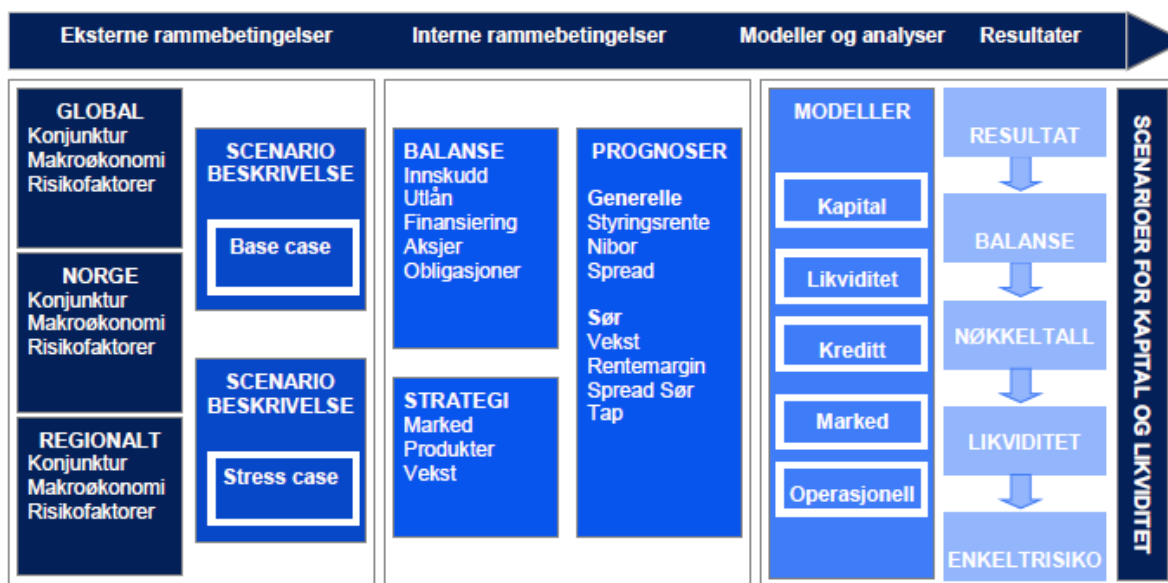 Eksterne rammebetingelser
Interne rammebetingelser
Modeller og analyser
Resultater
GLOBAL
Konjunktur
Makroøkonomi
Risikofaktorer
NORGE
Konjunktur
Makroøkonomi
Risikofaktorer
REGIONALT
Konjunktur
Makroøkonomi
Risikofaktorer
SCENARIO
BESKRIVELSE
Base case
SCENARIO
BESKRIVELSE
Stress case
BALANSE
Innskudd
Utlån
Finansiering
Aksjer
Obligasjoner
STRATEGI
Marked
Produkter
Vekst
PROGNOSER
Generelle
Styringsrente
Nibor
Spread
Sør
Vekst
Rentemargin
Spread Sør
Tap
MODELLER
Kapital
Likviditet
Kreditt
Marked
Operasjonell
RESULTAT
BALANSE
NØKKELTALL
LIKVIDITET
ENKELTRISIKO
SCENARIOER FOR KAPITAL OG LIKVIDITET